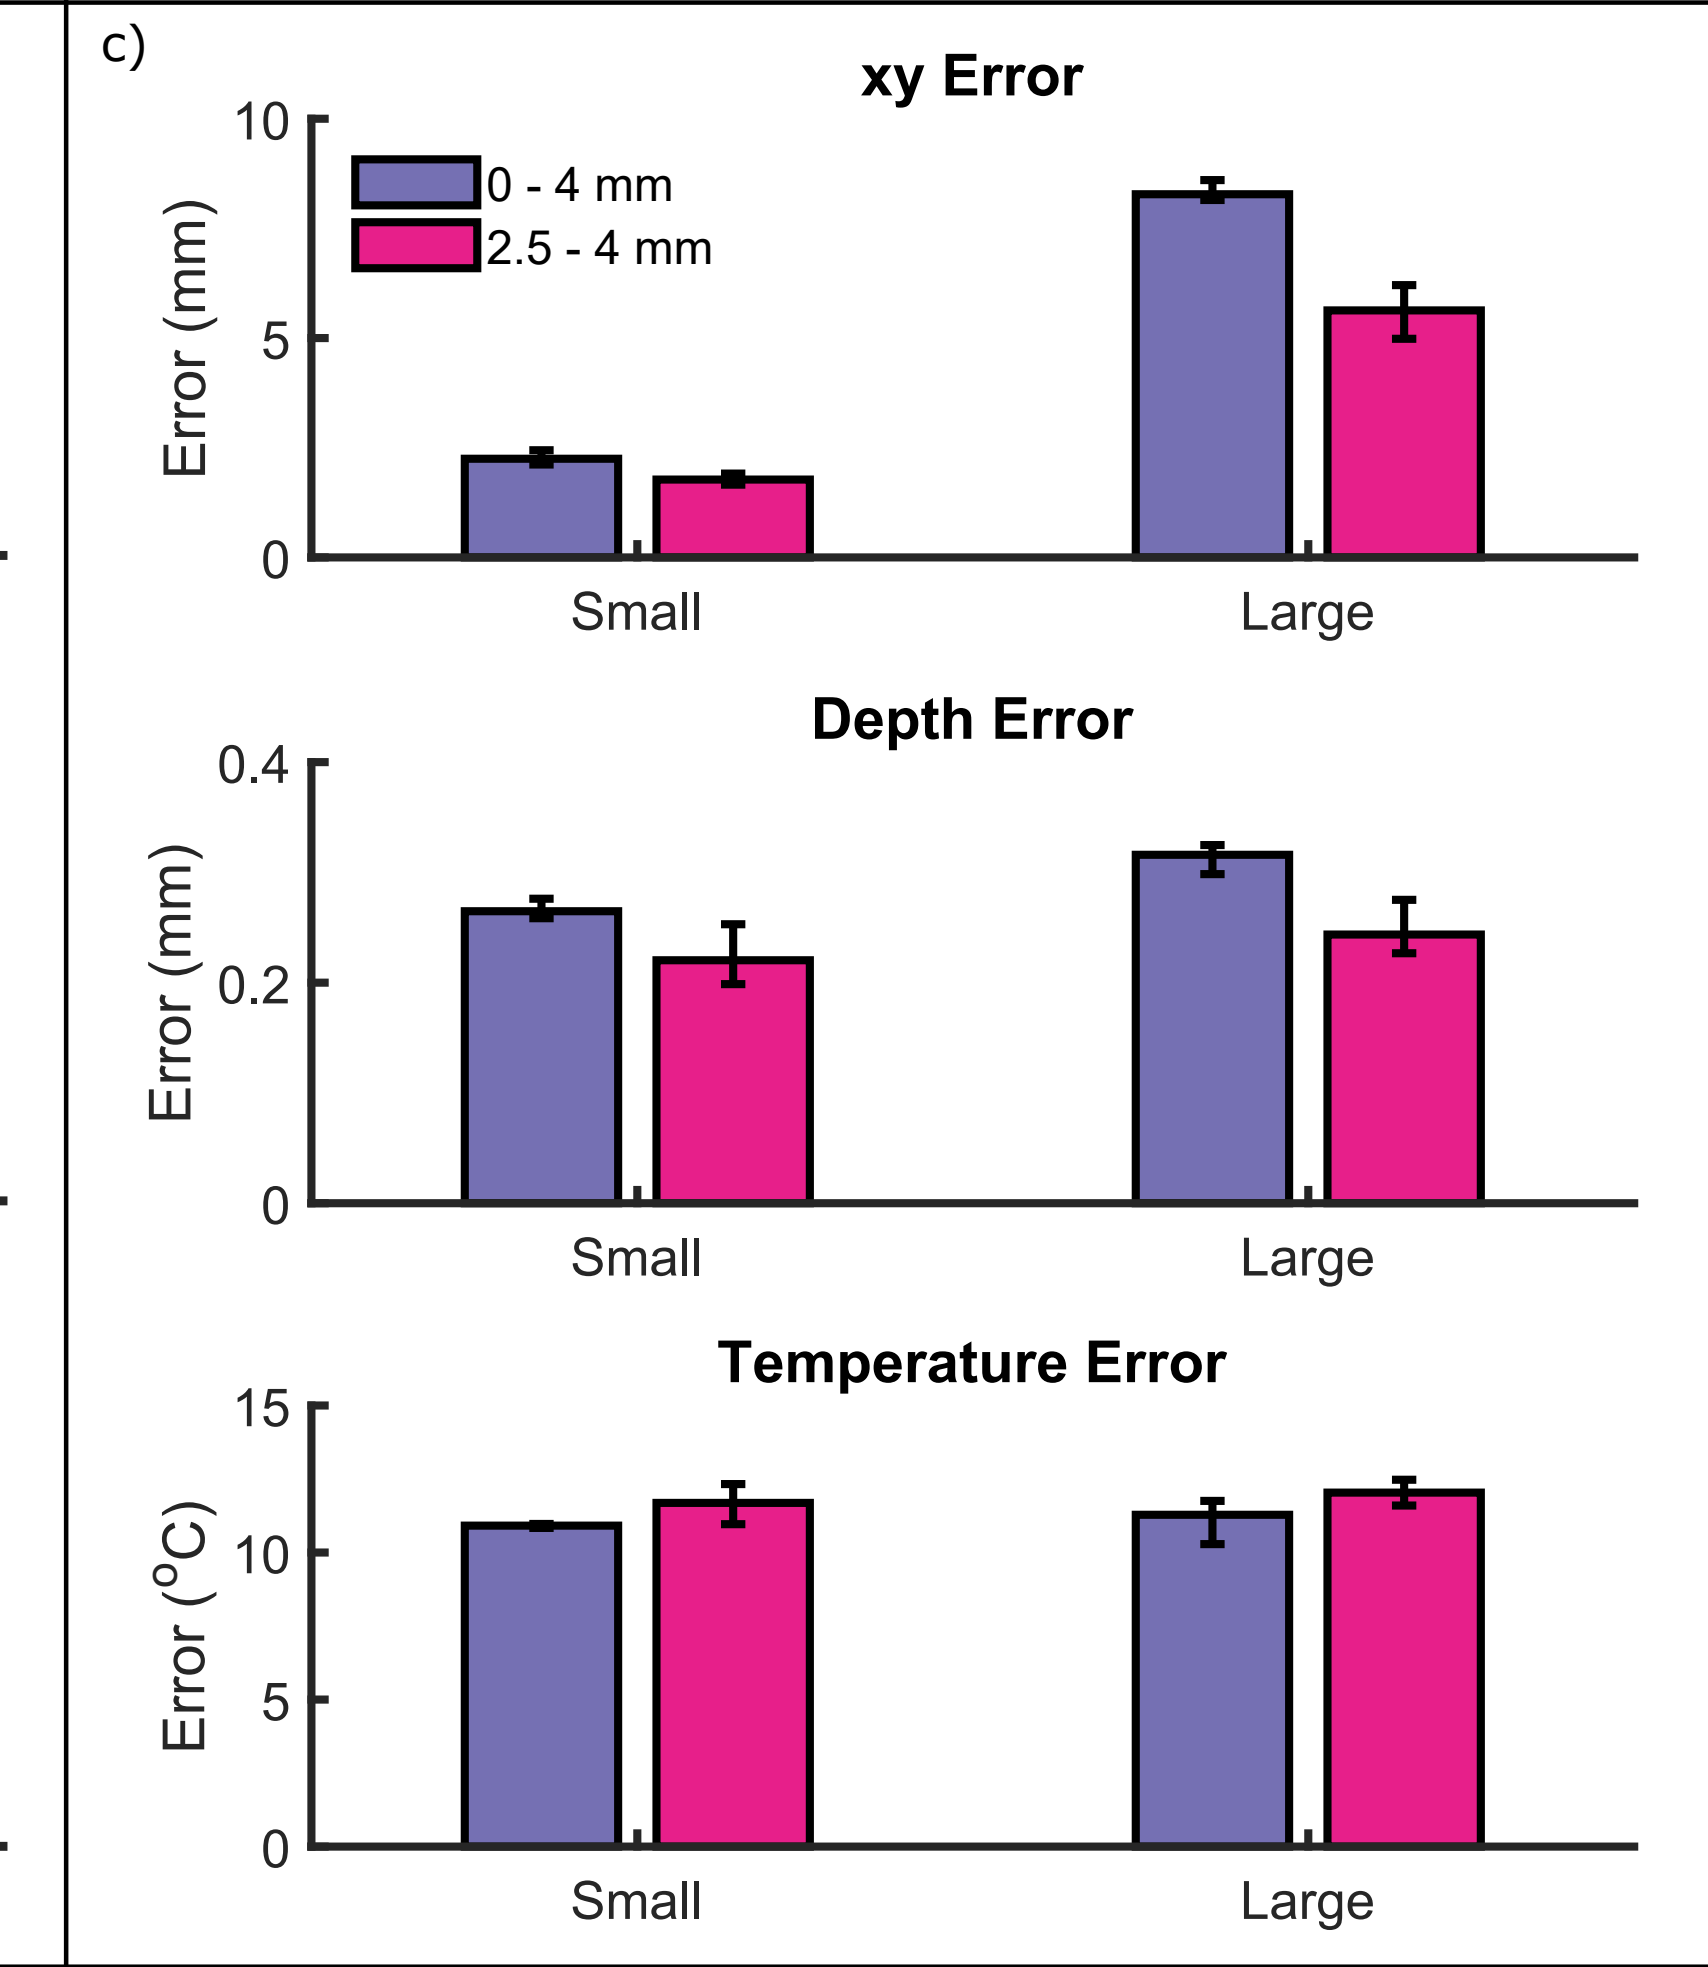 c)
xy Error
10
0 - 4 mm
2.5 - 4 mm
Error (mm)
5
0
Small Large
Depth Error
0.4
Error (mm)
0.2
0
Small Large
Temperature Error
15
Error (ºC)
10
5
0
Small Large